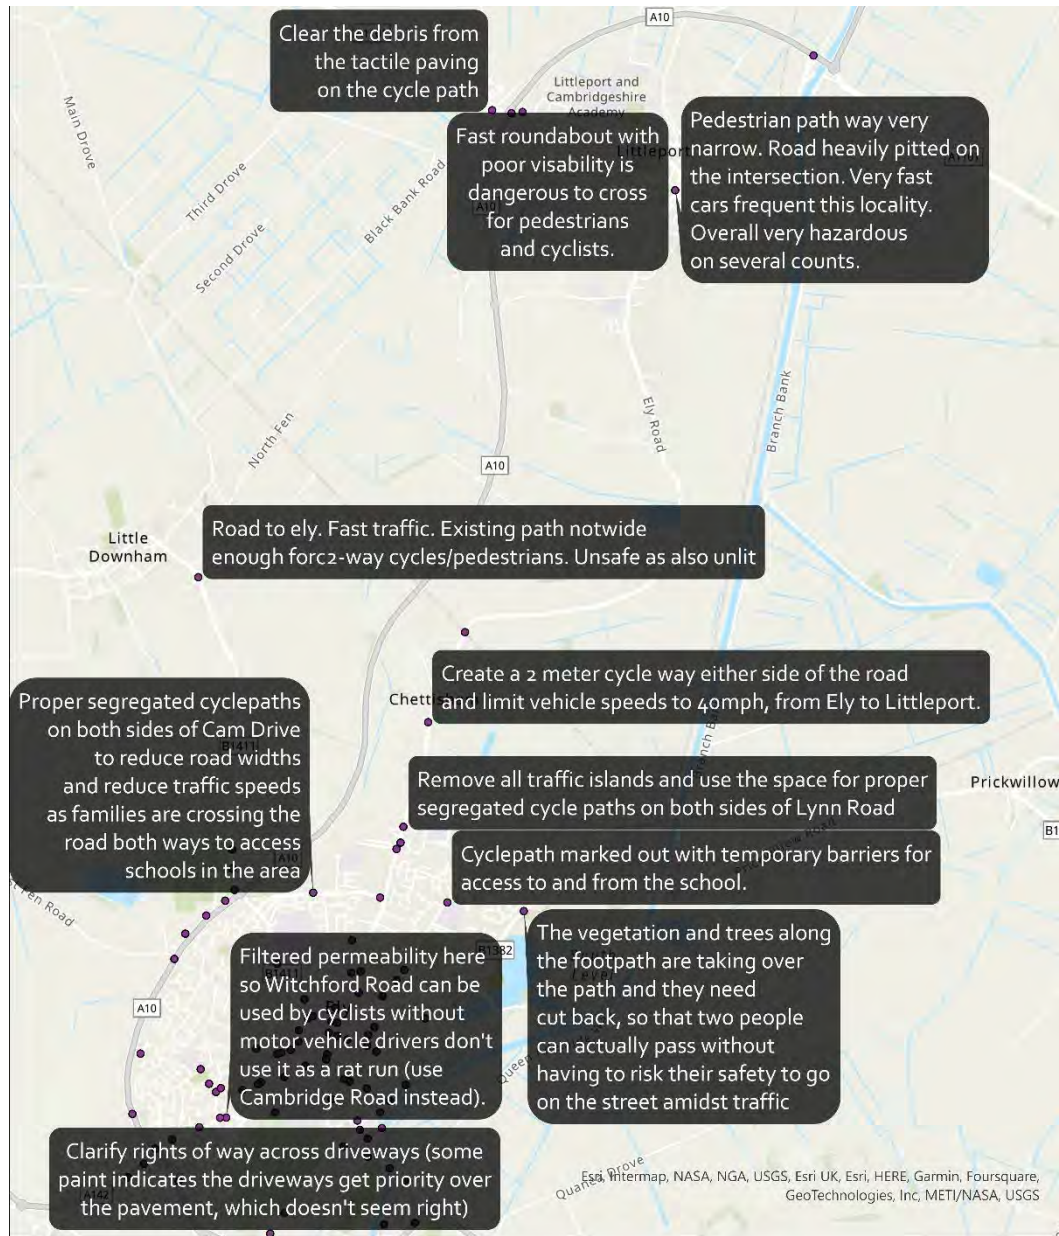 A10
Clear the debris from
the tactile paving
on the cycle path
Littleport and
Cambridgeshire
Academy
Main Drove
Third Drove
Second Drove
Black Bank Road
Fast roundabout with
poor visability is
dangerous to cross
for pedestrians
and cyclists.
Littleport
A10
Pedestrian path way very
narrow. Road heavily pitted on
the intersection. Very fast
cars frequent this locality.
Overall very hazardous
on several counts.
A1101
Branch Bank
Ely Road
North Fen
A10
Little
Downham
Road to ely. Fast traffic. Existing path notwide
enough forc2-way cycles/pedestrians. Unsafe as also unlit
Create a 2 meter cycle way either side of the road
and limit vehicle speeds to 40mph, from Ely to Littleport.
Chettisham
Proper segregated cyclepaths
on both sides of Cam Drive
to reduce road widths
and reduce traffic speeds
as families are crossing the
road both ways to access
schools in the area
B1411
A10
Remove all traffic islands and use the space for proper
segregated cycle paths on both sides of Lynn Road
Prickwillow
B1
Cyclepath marked out with temporary barriers for
access to and from the school.
Fen Road
B1382
The vegetation and trees along
the footpath are taking over
the path and they need
cut back, so that two people
can actually pass without
having to risk their safety to go
on the street amidst traffic
Filtered permeability here
so Witchford Road can be
used by cyclists without
motor vehicle drivers don't
use it as a rat run (use
Cambridge Road instead).
B1411
Ely
A10
Queen
Clarify rights of way across driveways (some
paint indicates the driveways get priority over
the pavement, which doesn't seem right)
A142
Quanea Drove
Esri, Intermap, NASA, NGA, USGS, Esri UK, Esri, HERE, Garmin, Foursquare,
GeoTechnologies, Inc, METI/NASA, USGS